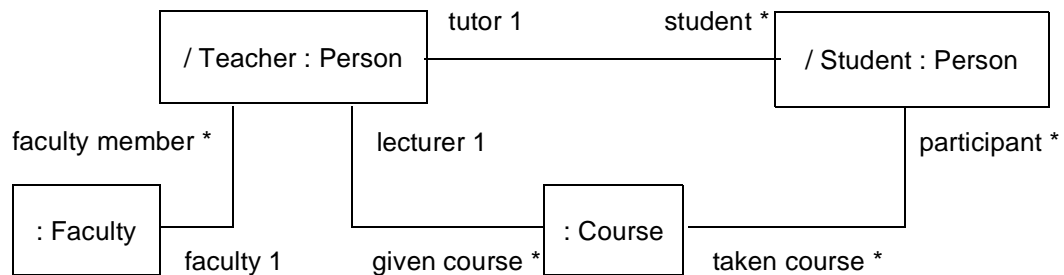 tutor 1
student *
/ Teacher : Person
/ Student : Person
faculty member *
lecturer 1
participant *
: Faculty
: Course
faculty 1
given course *
taken course *